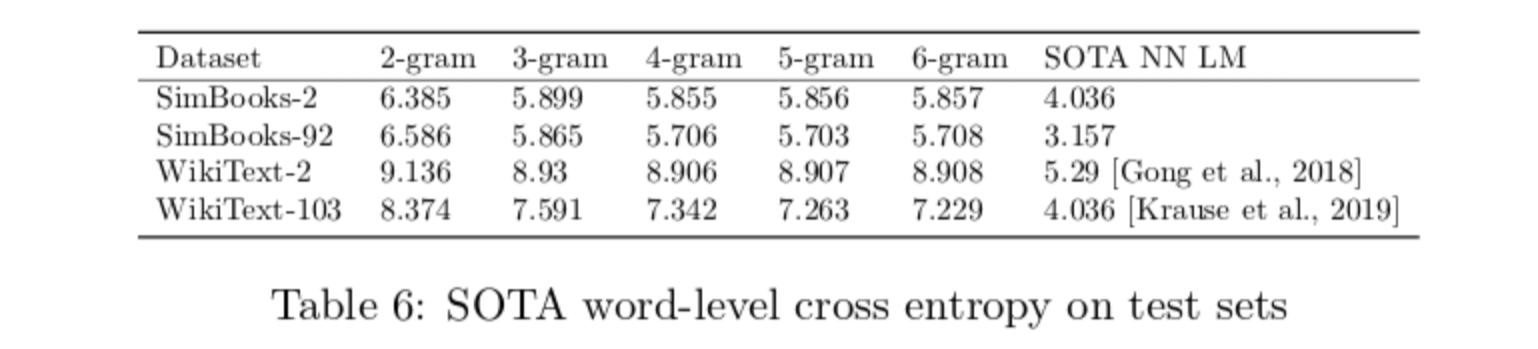 Dataset 2-gram 3-gram 4-gram 5-gram 6-gram SOTA NN LM
SimBooks-2 6.385 5.899 5.855 5.856 5.857 4.036
SimBooks-92 6.586 5.865 5.706 5.703 5.708 3.157
WikiText-2 9.136 8.93 8.906 8.907 8.908 5.29 [Gong et al., 2018]
WikiText-103 8.374 7.591 7.342 7.263 7.229 4.036 [Krause et al., 2019]
Table 6: SOTA word-level cross entropy on test sets